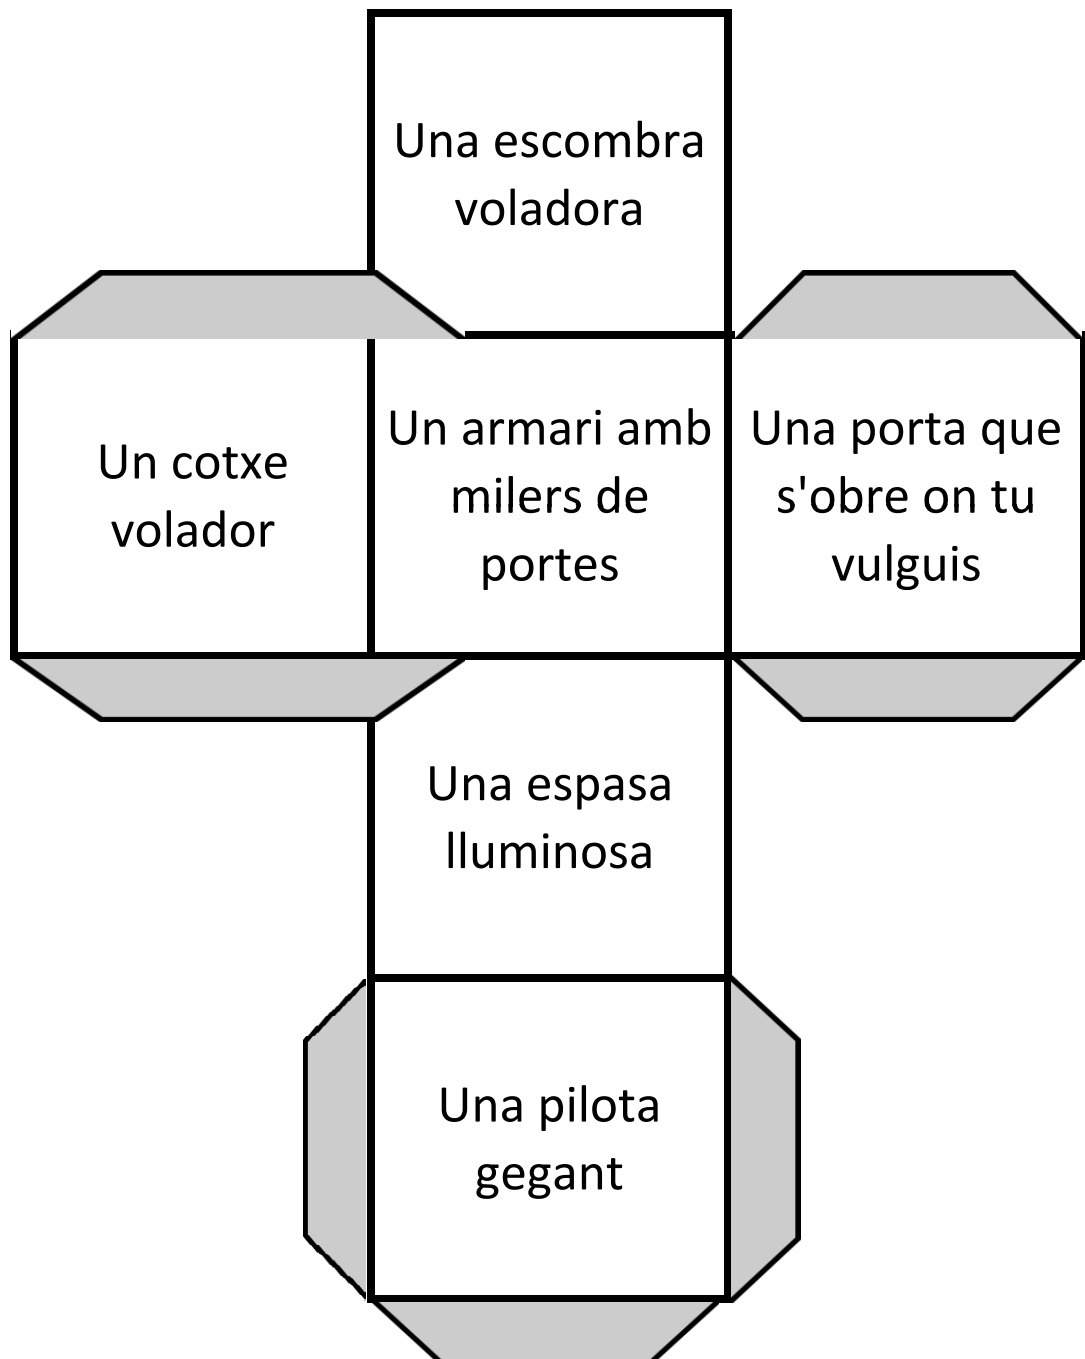 Una escombra
voladora
Un cotxe
volador
Un armari amb
milers de
portes
Una porta que
s'obre on tu
vulguis
Una espasa
lluminosa
Una pilota
gegant